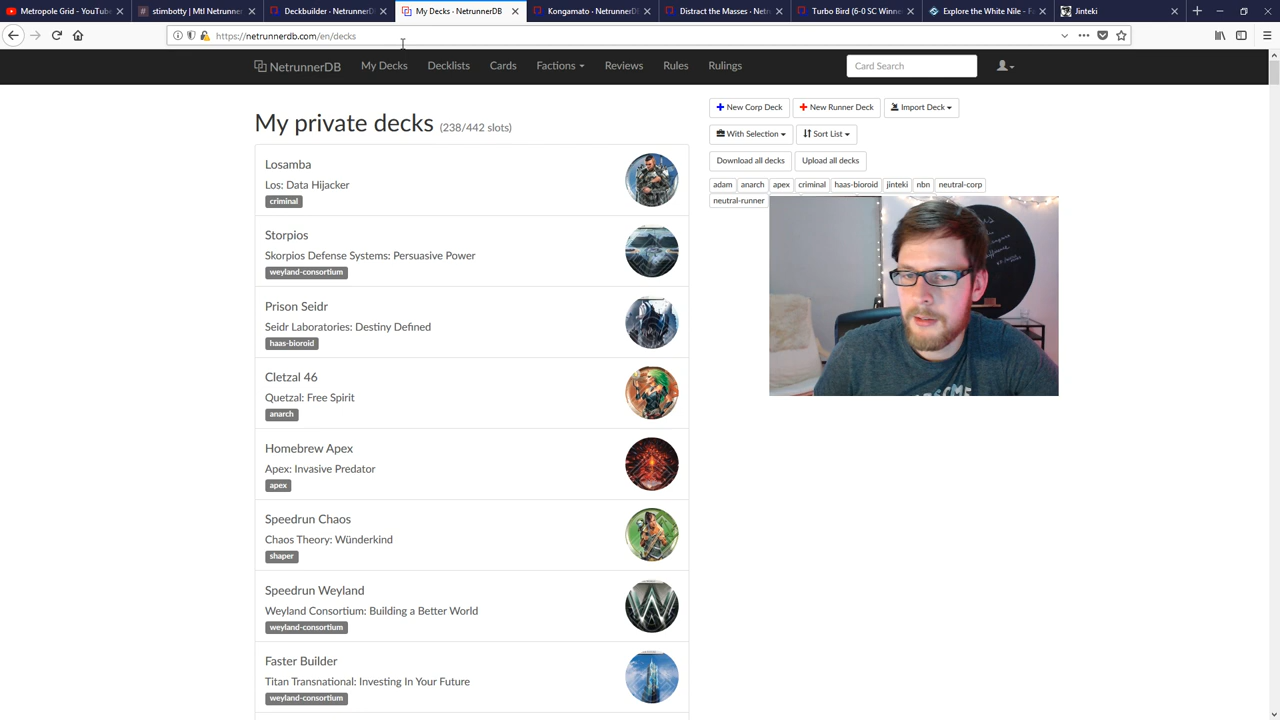 Metropole Grid - YouTube
stimbotty | Mtl Netrunner
Deckbuilder · NetrunnerD
My Decks · NetrunnerDB
Kongamato · NetrunnerDB
Distract the Masses · Netr
Turbo Bird (6-0 SC Winne
Explore the White Nile - F
Jinteki
https://netrunnerdb.com/en/decks
NetrunnerDB
My Decks
Decklists
Cards
Factions
Reviews
Rules
Rulings
Card Search
My private decks (238/442 slots)
Losamba
Los: Data Hijacker
criminal
Storpios
Skorpios Defense Systems: Persuasive Power
weyland-consortium
Prison Seidr
Seidr Laboratories: Destiny Defined
haas-bioroid
Cletzal 46
Quetzal: Free Spirit
anarch
Homebrew Apex
Apex: Invasive Predator
apex
Speedrun Chaos
Chaos Theory: Wünderkind
shaper
Speedrun Weyland
Weyland Consortium: Building a Better World
weyland-consortium
Faster Builder
Titan Transnational: Investing In Your Future
weyland-consortium
New Corp Deck
New Runner Deck
Import Deck
With Selection
Sort List
Download all decks
Upload all decks
adam anarch apex criminal haas-bioroid jinteki nbn neutral-corp
neutral-runner